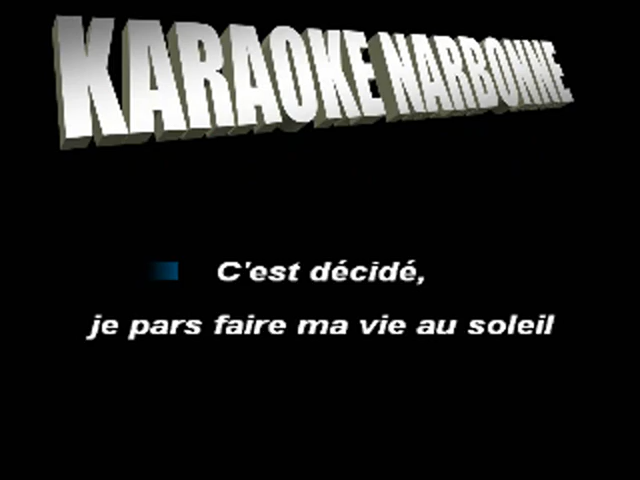 KARAOKE NARBONNE
C'est décidé,
je pars faire ma vie au soleil